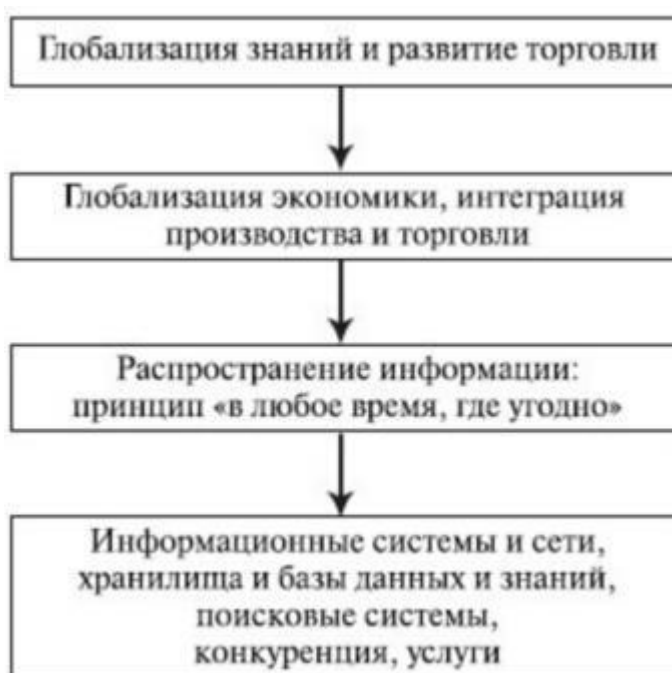 Глобализация знаний и развитие торговли
Глобализация экономики, интеграция
производства и торговли
Распространение информации:
принцип «в любое время, где угодно»
Информационные системы и сети,
хранилища и базы данных и знаний,
поисковые системы,
конкуренция, услуги